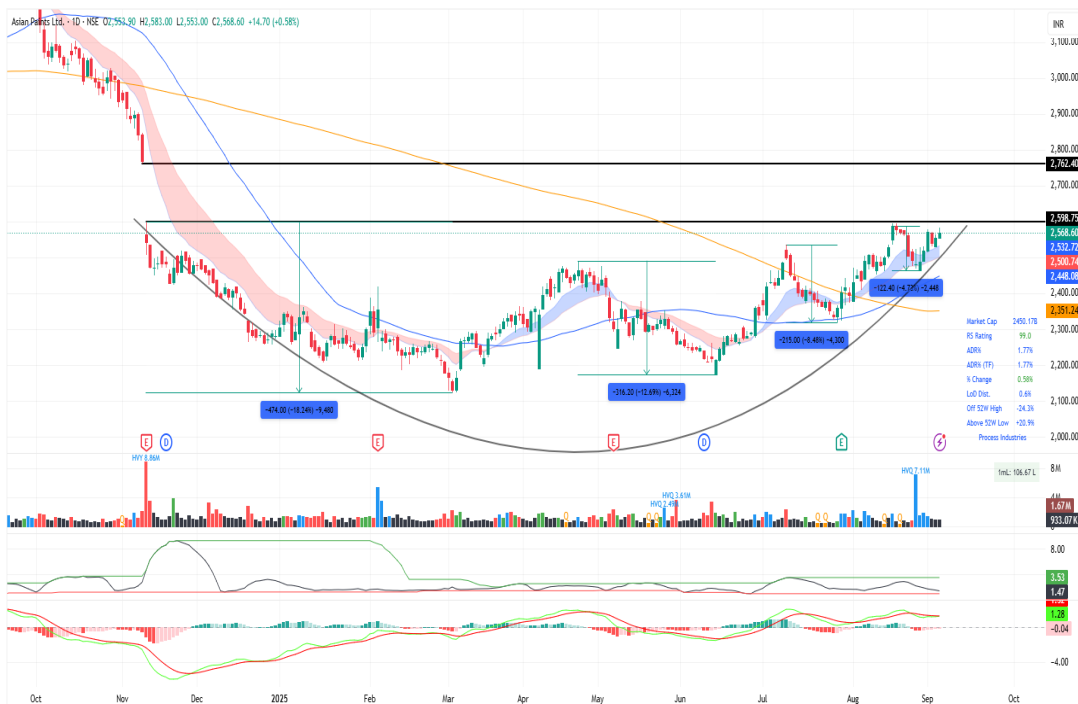 Asian Paints Ltd. · 1D · NSE O2,553.90 H2,583.00 L2,553.00 C2,568.60 +14.70 (+0.58%)
INR
3,100.00
3,000.00
2,900.00
2,800.00
2,762.40
2,700.00
2,598.75
2,568.60
2,532.72
2,500.74
2,448.08
2,400.00
2,351.24
2,300.00
2,200.00
2,100.00
2,000.00
−122.40 (−4.73%) −2,448
−215.00 (−8.48%) −4,300
−316.20 (−12.69%) −6,324
−474.00 (−18.24%) −9,480
Market Cap 2450.17B
RS Rating 99.0
ADR% 1.77%
ADR% (TF) 1.77%
% Change 0.58%
LoD Dist. 0.6%
Off 52W High -24.3%
Above 52W Low +20.9%
Process Industries
E D E E D E
HVY 8.86M
HVQ 2.49M
HVQ 3.61M
HVQ 7.11M
1mL: 106.67 L
8M
1.67M
933.07K
8.00
3.53
1.47
1.28
−0.04
−4.00
Oct Nov Dec 2025 Feb Mar Apr May Jun Jul Aug Sep Oct